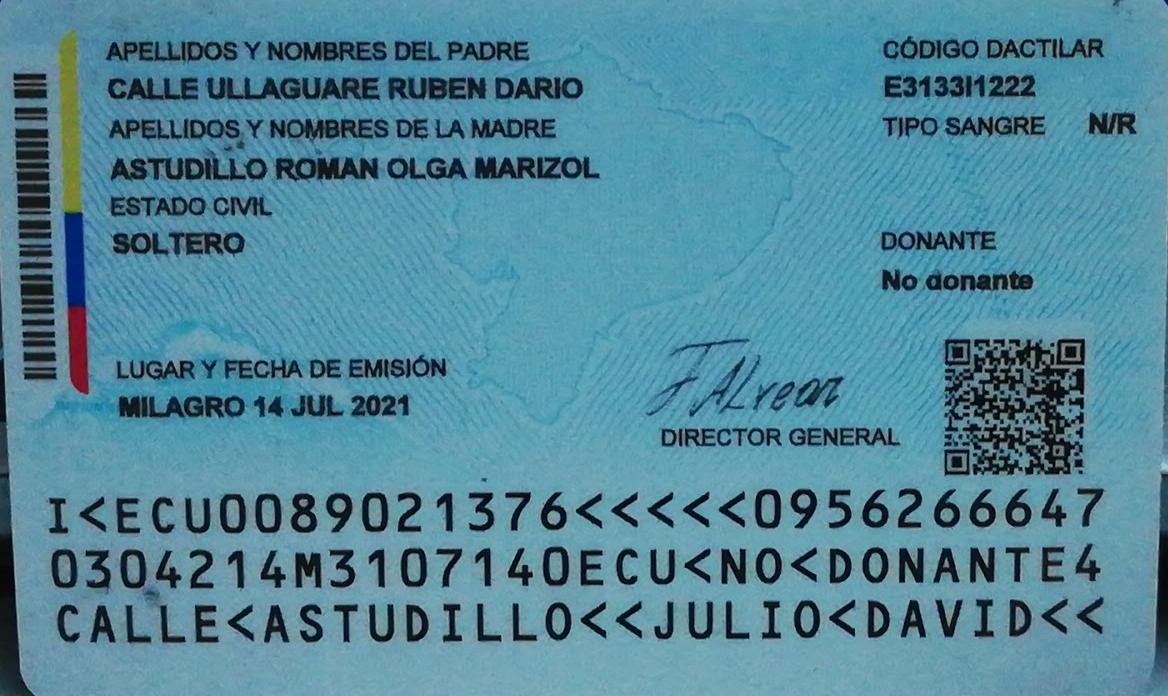 APELLIDOS Y NOMBRES DEL PADRE
CALLE ULLAGUARE RUBEN DARIO
APELLIDOS Y NOMBRES DE LA MADRE
ASTUDILLO ROMAN OLGA MARIZOL
ESTADO CIVIL
SOLTERO
CÓDIGO DACTILAR
E3133I1222
TIPO SANGRE N/R
DONANTE
No donante
LUGAR Y FECHA DE EMISIÓN
MILAGRO 14 JUL 2021
F. ALvear
DIRECTOR GENERAL
I<ECU0089021376<<<<<0956266647
0304214M3107140ECU<NO<DONANTE4
CALLE<ASTUDILLO<<JULIO<DAVID<<